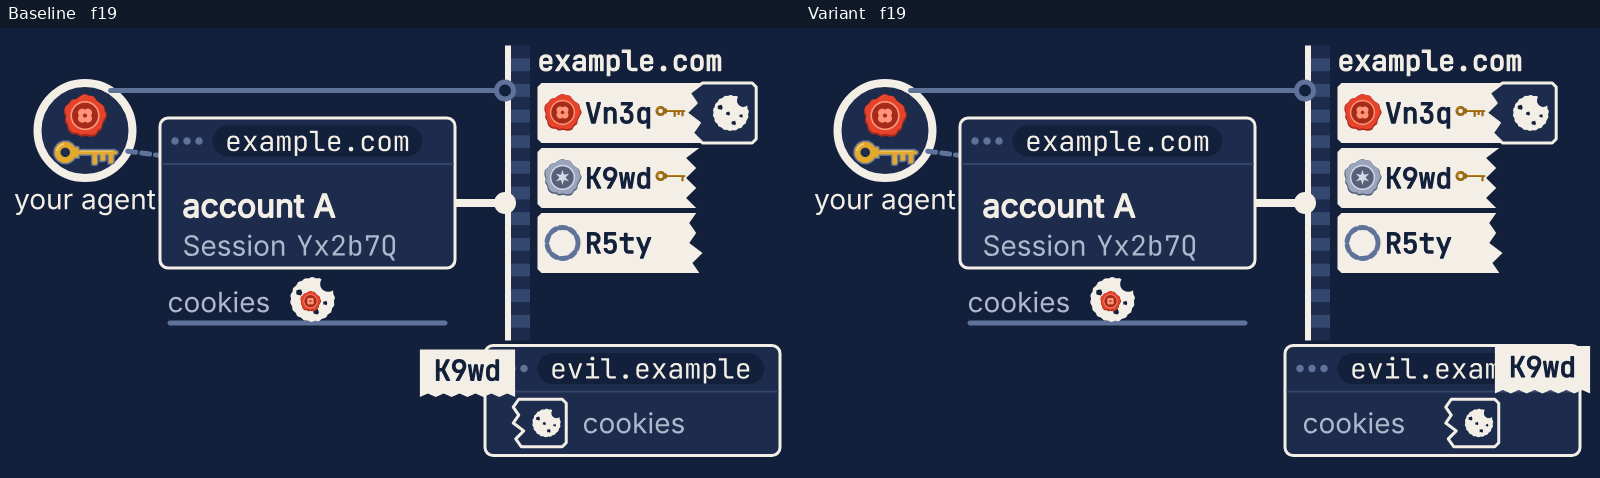 Baseline f19
example.com
Vn3q
example.com
K9wd
your agent
account A
Session Yx2b7Q
R5ty
cookies
K9wd
evil.example
cookies
Variant f19
example.com
Vn3q
example.com
K9wd
your agent
account A
Session Yx2b7Q
R5ty
cookies
evil.exam
K9wd
cookies